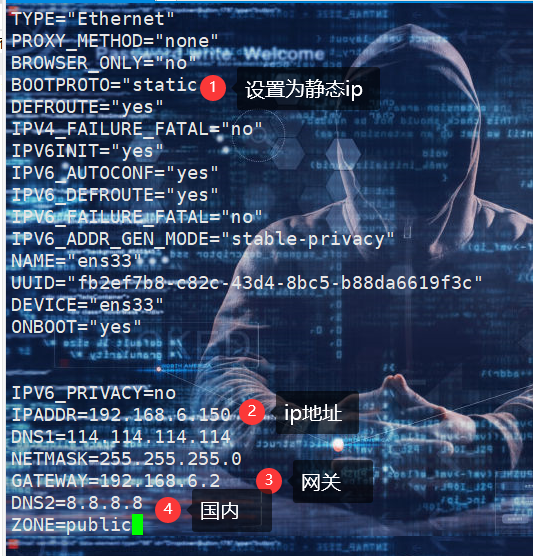 TYPE="Ethernet"
PROXY_METHOD="none"
BROWSER_ONLY="no"
BOOTPROTO="static 1 设置为静态ip
DEFROUTE="yes"
IPV4_FAILURE_FATAL="no"
IPV6INIT="yes"
IPV6_AUTOCONF="yes"
IPV6_DEFROUTE="yes"
IPV6_FAILURE_FATAL="no"
IPV6_ADDR_GEN_MODE="stable-privacy"
NAME="ens33"
UUID="fb2ef7b8-c82c-43d4-8bc5-b88da6619f3c"
DEVICE="ens33"
ONBOOT="yes"
IPV6_PRIVACY=no
IPADDR=192.168.6.150 2 ip地址
DNS1=114.114.114.114
NETMASK=255.255.255.0
GATEWAY=192.168.6.2 3 网关
DNS2=8.8.8.8 4 国内
ZONE=public